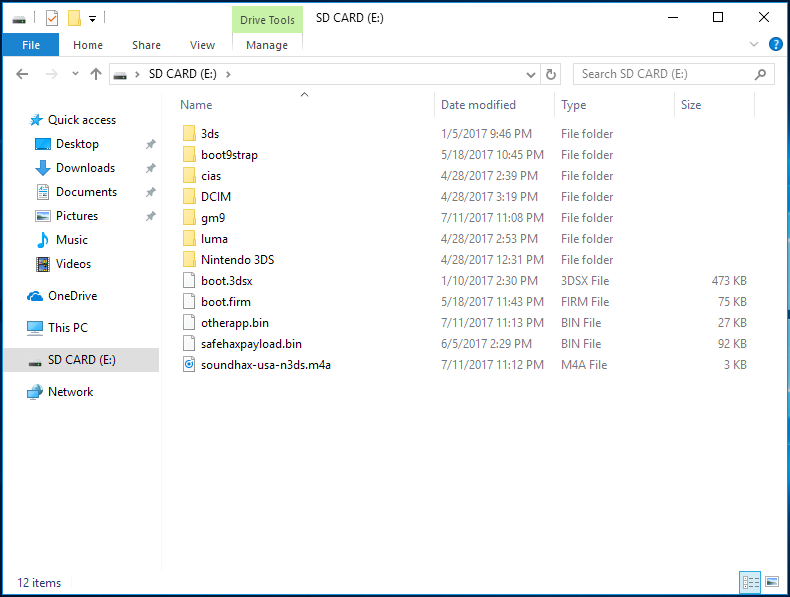 Drive Tools SD CARD (E:)
File Home Share View Manage
SD CARD (E:) Search SD CARD (E:)
Name Date modified Type Size
Quick access
Desktop
Downloads
Documents
Pictures
Music
Videos
OneDrive
This PC
SD CARD (E:)
Network
3ds 1/5/2017 9:46 PM File folder
boot9strap 5/18/2017 10:45 PM File folder
cias 4/28/2017 2:39 PM File folder
DCIM 4/28/2017 3:19 PM File folder
gm9 7/11/2017 11:08 PM File folder
luma 4/28/2017 2:53 PM File folder
Nintendo 3DS 4/28/2017 12:31 PM File folder
boot.3dsx 1/10/2017 2:30 PM 3DSX File 473 KB
boot.firm 5/18/2017 11:43 PM FIRM File 75 KB
otherapp.bin 7/11/2017 11:13 PM BIN File 27 KB
safehaxpayload.bin 6/5/2017 2:29 PM BIN File 92 KB
soundhax-usa-n3ds.m4a 7/11/2017 11:12 PM M4A File 3 KB
12 items